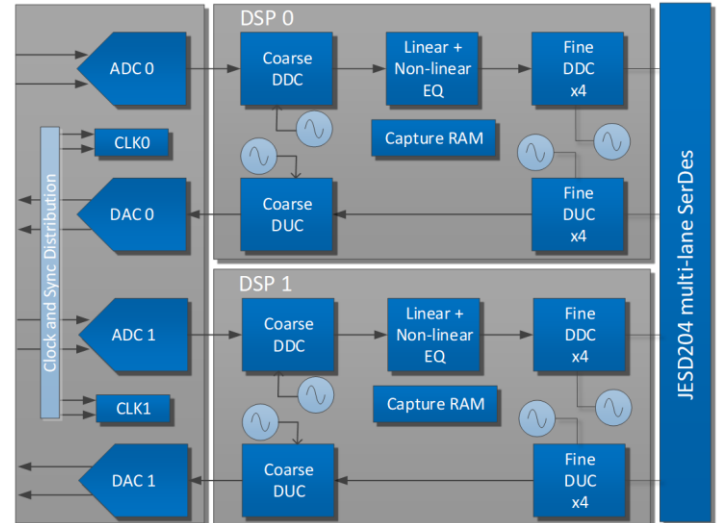 DSP 0
ADC 0
Coarse
DDC
Linear +
Non-linear
EQ
Fine
DDC
x4
CLK0
Capture RAM
DAC 0
Coarse
DUC
Fine
DUC
x4
Clock and Sync Distribution
JESD204 multi-lane SerDes
DSP 1
ADC 1
Coarse
DDC
Linear +
Non-linear
EQ
Fine
DDC
x4
CLK1
Capture RAM
DAC 1
Coarse
DUC
Fine
DUC
x4